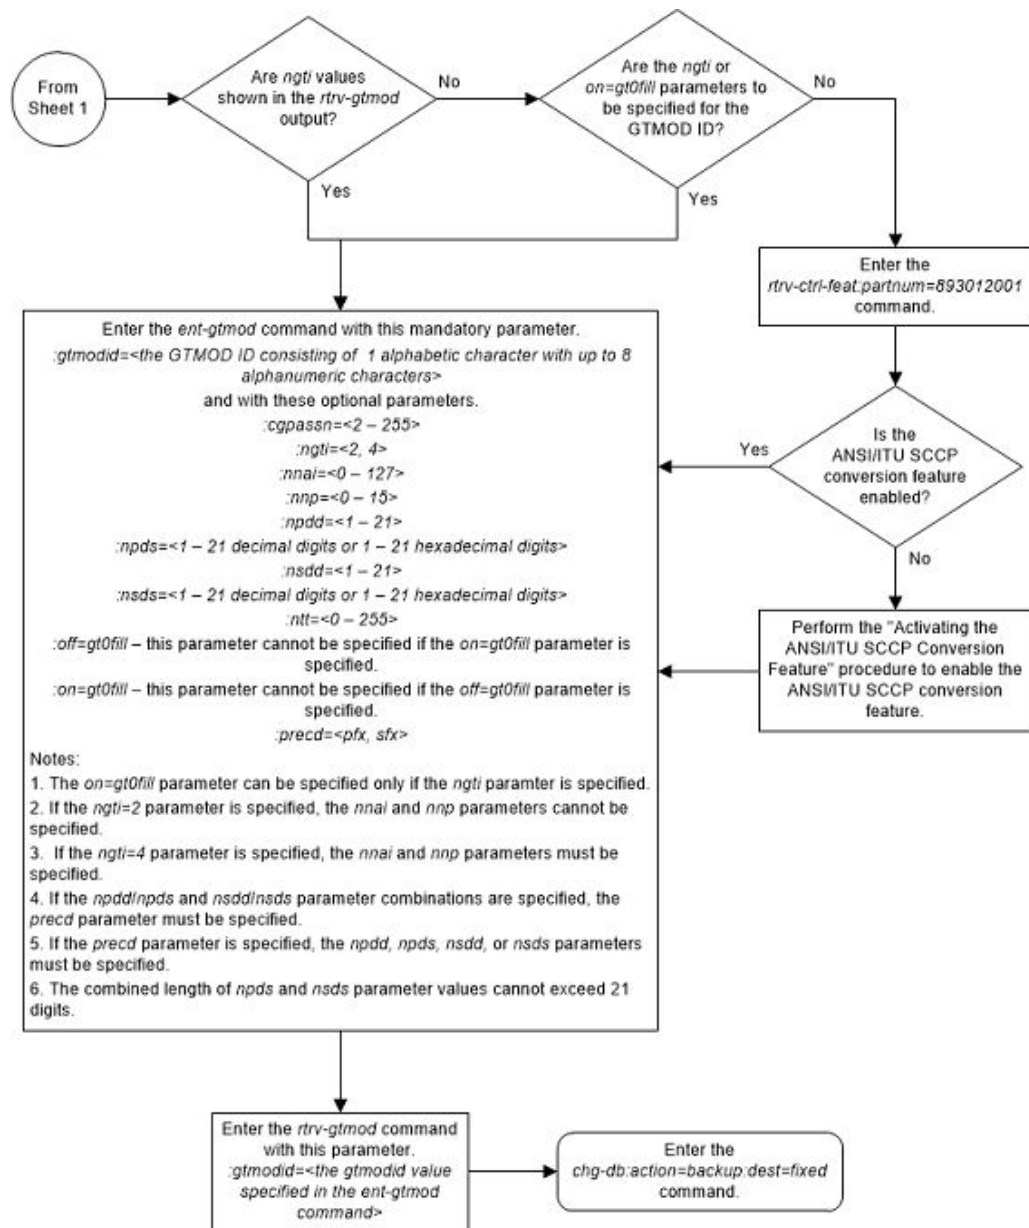 From
Sheet 1
Are ngti values
shown in the rtrv-gtmod
output?
No
Yes
Are the ngti or
on=gt0fill parameters to
be specified for the
GTMOD ID?
No
Yes
Enter the
rtrv-ctrl-feat:partnum=893012001
command.
Is the
ANSI/ITU SCCP
conversion feature
enabled?
Yes
No
Perform the "Activating the
ANSI/ITU SCCP Conversion
Feature" procedure to enable the
ANSI/ITU SCCP conversion
feature.
Enter the ent-gtmod command with this mandatory parameter.
:gtmodid=<the GTMOD ID consisting of 1 alphabetic character with up to 8
alphanumeric characters>
and with these optional parameters.
:cgpassn=<2 – 255>
:ngti=<2, 4>
:nnai=<0 – 127>
:nnp=<0 – 15>
:npdd=<1 – 21>
:npds=<1 – 21 decimal digits or 1 – 21 hexadecimal digits>
:nsdd=<1 – 21>
:nsds=<1 – 21 decimal digits or 1 – 21 hexadecimal digits>
:ntt=<0 – 255>
:off=gt0fill – this parameter cannot be specified if the on=gt0fill parameter is
specified.
:on=gt0fill – this parameter cannot be specified if the off=gt0fill parameter is
specified.
:precd=<pfx, sfx>
Notes:
1. The on=gt0fill parameter can be specified only if the ngti paramter is specified.
2. If the ngti=2 parameter is specified, the nnai and nnp parameters cannot be
specified.
3. If the ngti=4 parameter is specified, the nnai and nnp parameters must be
specified.
4. If the npdd/npds and nsdd/nsds parameter combinations are specified, the
precd parameter must be specified.
5. If the precd parameter is specified, the npdd, npds, nsdd, or nsds parameters
must be specified.
6. The combined length of npds and nsds parameter values cannot exceed 21
digits.
Enter the rtrv-gtmod command
with this parameter.
:gtmodid=<the gtmodid value
specified in the ent-gtmod
command>
Enter the
chg-db:action=backup:dest=fixed
command.